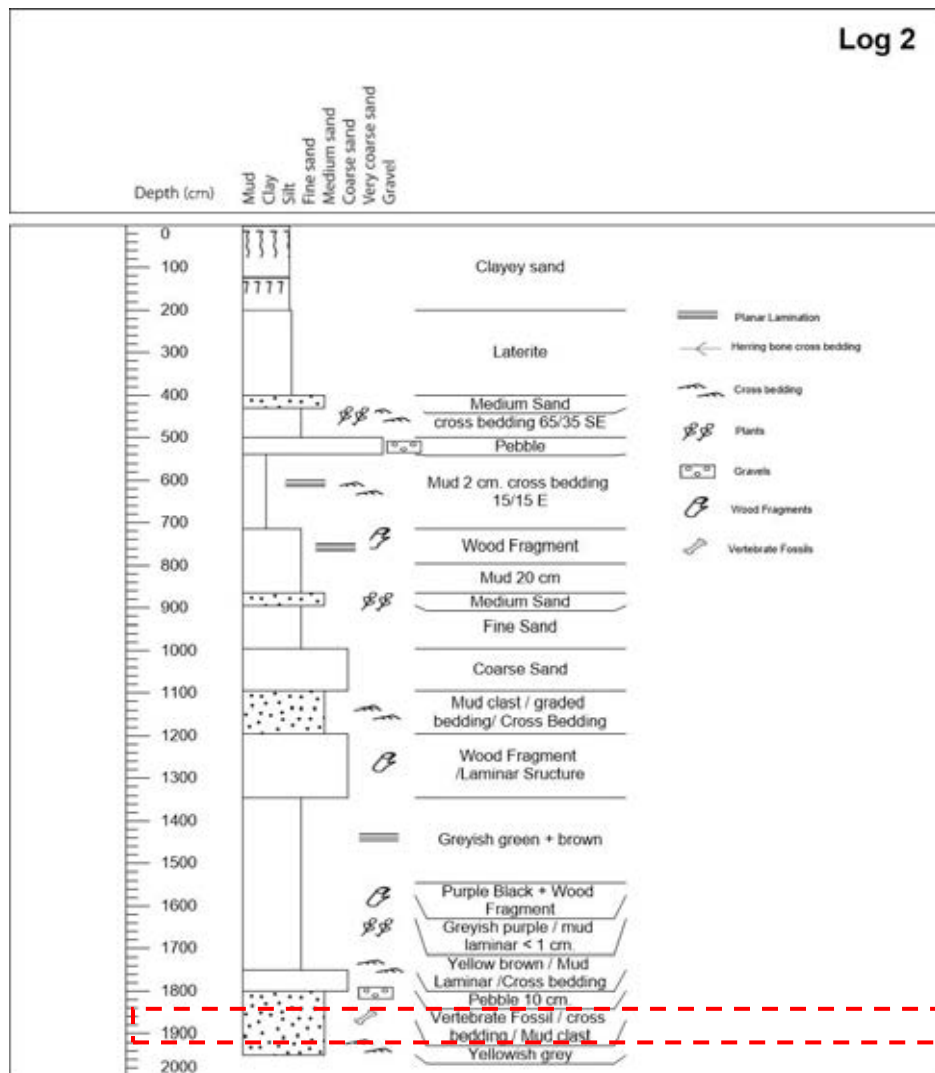 Log 2
Depth (cm)
Mud
Clay
Silt
Fine sand
Medium sand
Coarse sand
Very coarse sand
Gravel
0
100
200
300
400
500
600
700
800
900
1000
1100
1200
1300
1400
1500
1600
1700
1800
1900
2000
Clayey sand
Laterite
Medium Sand
cross bedding 65/35 SE
Pebble
Mud 2 cm. cross bedding
15/15 E
Wood Fragment
Mud 20 cm
Medium Sand
Fine Sand
Coarse Sand
Mud clast / graded
bedding/ Cross Bedding
Wood Fragment
/Laminar Sructure
Greyish green + brown
Purple Black + Wood
Fragment
Greyish purple / mud
laminar < 1 cm.
Yellow brown / Mud
Laminar /Cross bedding
Pebble 10 cm.
Vertebrate Fossil / cross
bedding / Mud clast
Yellowish grey
Planar Lamination
Herring bone cross bedding
Cross bedding
Plants
Gravels
Wood Fragments
Vertebrate Fossils